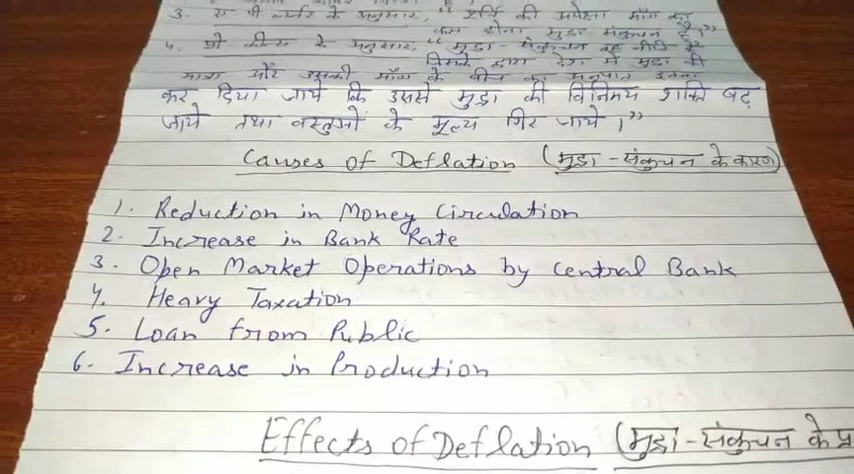 3. के अनुसार, “ पूर्ति की अपेक्षा माँग का
कम होना मुद्रा संकुचन है।”
4. प्रो. के अनुसार, “मुद्रा संकुचन वह नीति है
जिसके द्वारा देश में मुद्रा की
मात्रा और उसकी माँग के बीच का अनुपात इतना
कर दिया जाये कि उससे मुद्रा की विनिमय शक्ति बढ़
जाये तथा वस्तुओं के मूल्य गिर जाये।”
Causes of Deflation (मुद्रा-संकुचन के कारण)
1. Reduction in Money Circulation
2. Increase in Bank Rate
3. Open Market Operations by Central Bank
4. Heavy Taxation
5. Loan from Public
6. Increase in Production
Effects of Deflation (मुद्रा-संकुचन के प्र